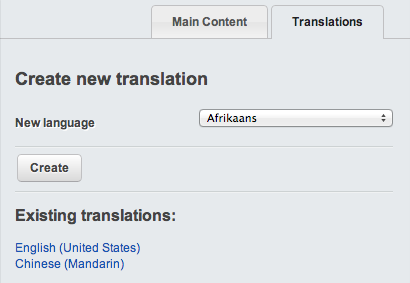 Main Content
Translations
Create new translation
New language
Afrikaans
Create
Existing translations:
English (United States)
Chinese (Mandarin)